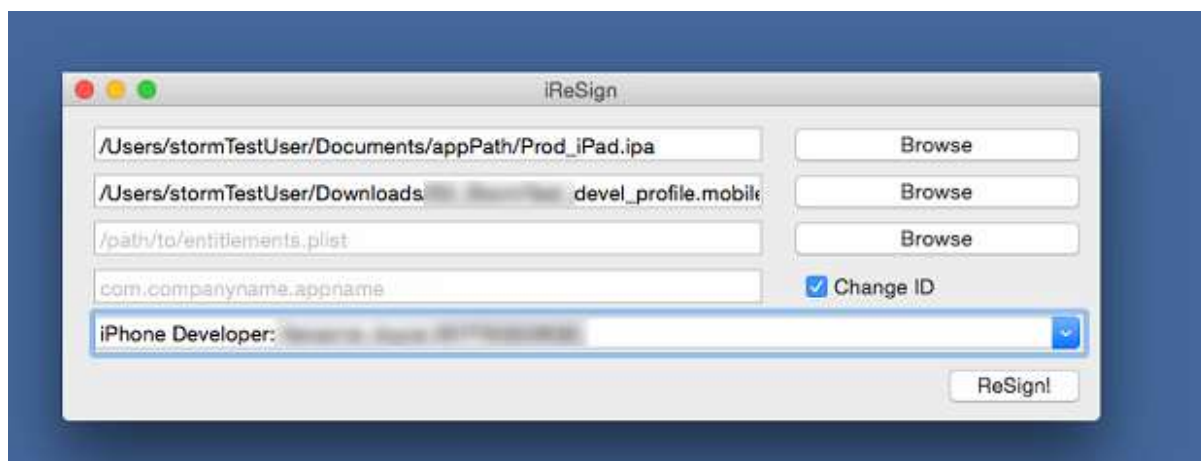 iReSign
/Users/stormTestUser/Documents/appPath/Prod_iPad.ipa Browse
/Users/stormTestUser/Downloads/ devel_profile.mobile Browse
/path/to/entitlements.plist Browse
com.companyname.appname Change ID
iPhone Developer:
ReSign!